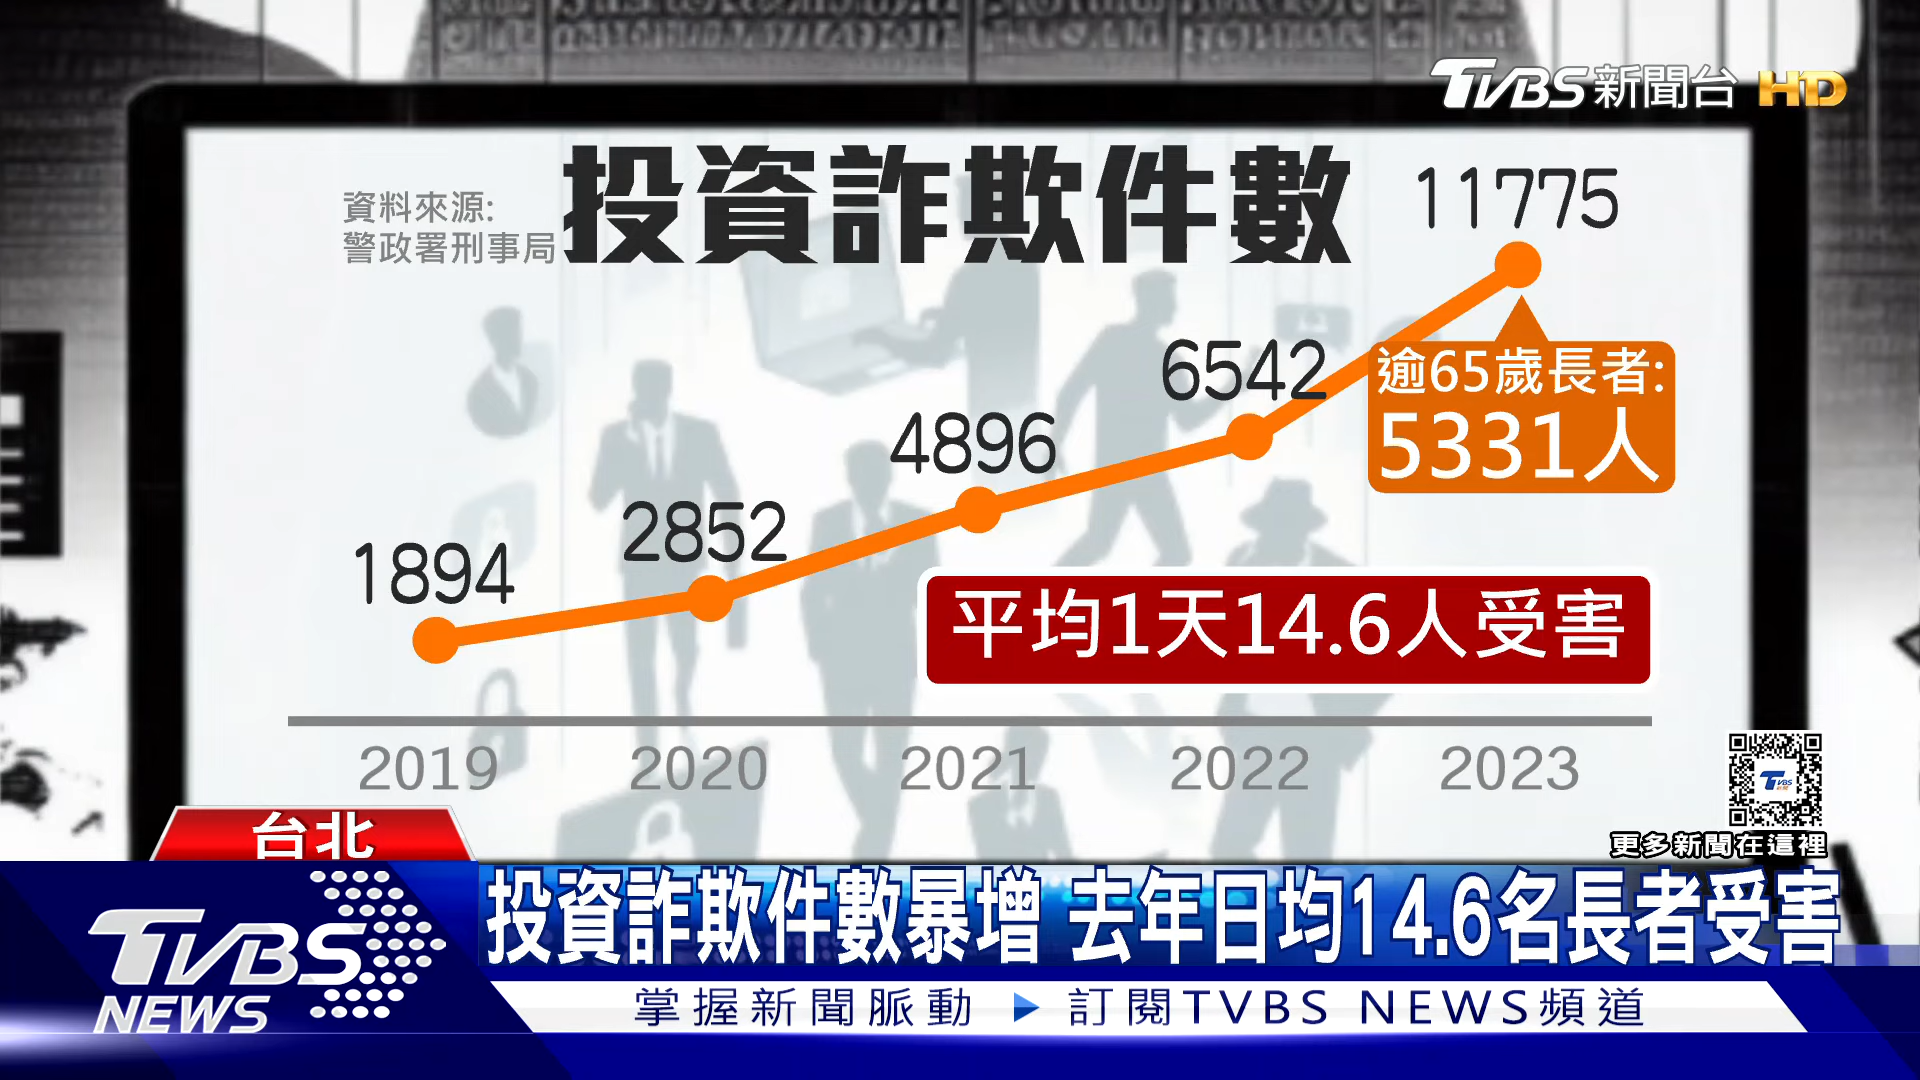 TVBS新聞台 HD
投資詐欺件數
資料來源:
警政署刑事局
11775
6542
4896
2852
1894
逾65歲長者:
5331人
平均1天14.6人受害
2019 2020 2021 2022 2023
TVBS
新聞
更多新聞在這裡
台北
投資詐欺件數暴增 去年日均14.6名長者受害
TVBS
NEWS
掌握新聞脈動 ▶ 訂閱TVBS NEWS頻道